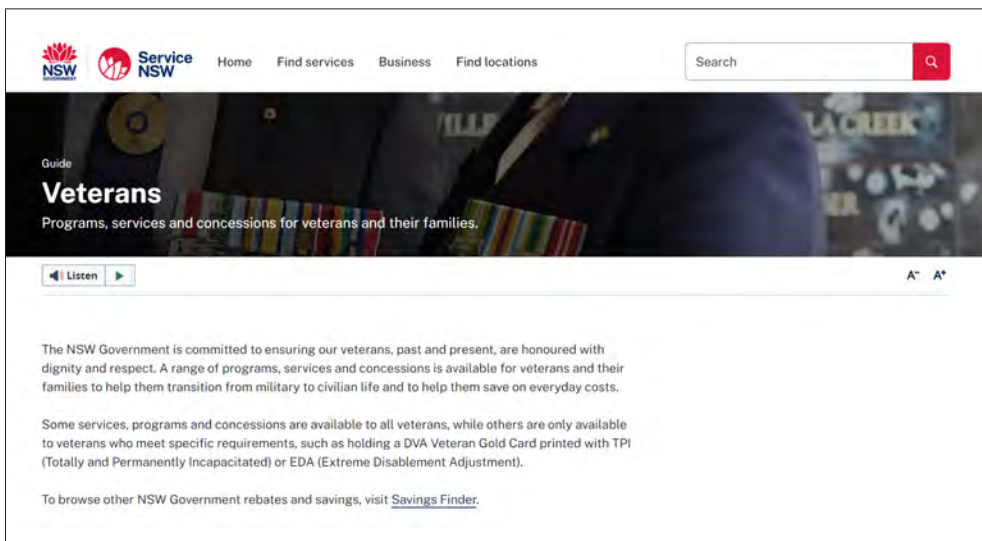 NSW
GOVERNMENT
Service
NSW
Home Find services Business Find locations
Search
VILLE
LA CREEK
Guide
Veterans
Programs, services and concessions for veterans and their families.
Listen
A- A+
The NSW Government is committed to ensuring our veterans, past and present, are honoured with
dignity and respect. A range of programs, services and concessions is available for veterans and their
families to help them transition from military to civilian life and to help them save on everyday costs.
Some services, programs and concessions are available to all veterans, while others are only available
to veterans who meet specific requirements, such as holding a DVA Veteran Gold Card printed with TPI
(Totally and Permanently Incapacitated) or EDA (Extreme Disablement Adjustment).
To browse other NSW Government rebates and savings, visit Savings Finder.